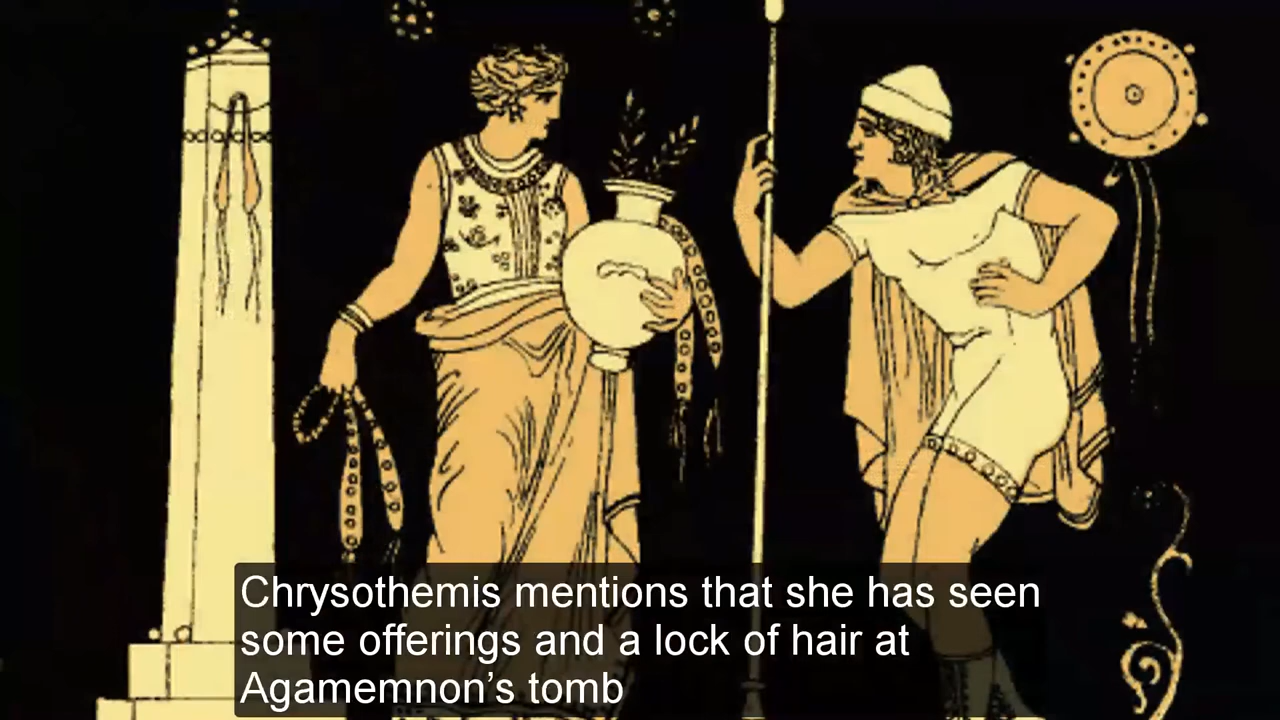 Chrysothemis mentions that she has seen
some offerings and a lock of hair at
Agamemnon’s tomb